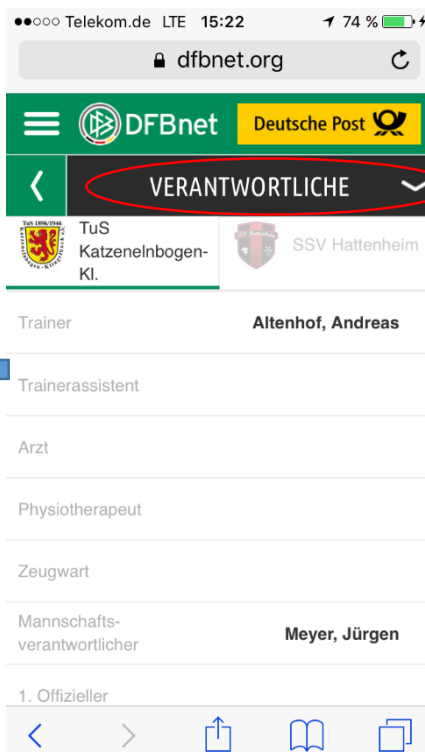 Telekom.de LTE 15:22 74 %
dfbnet.org
DFBnet Deutsche Post
VERANTWORTLICHE
TuS
Katzenelnbogen-
Kl.
SSV Hattenheim
Trainer Altenhof, Andreas
Trainerassistent
Arzt
Physiotherapeut
Zeugwart
Mannschafts-
verantwortlicher Meyer, Jürgen
1. Offizieller